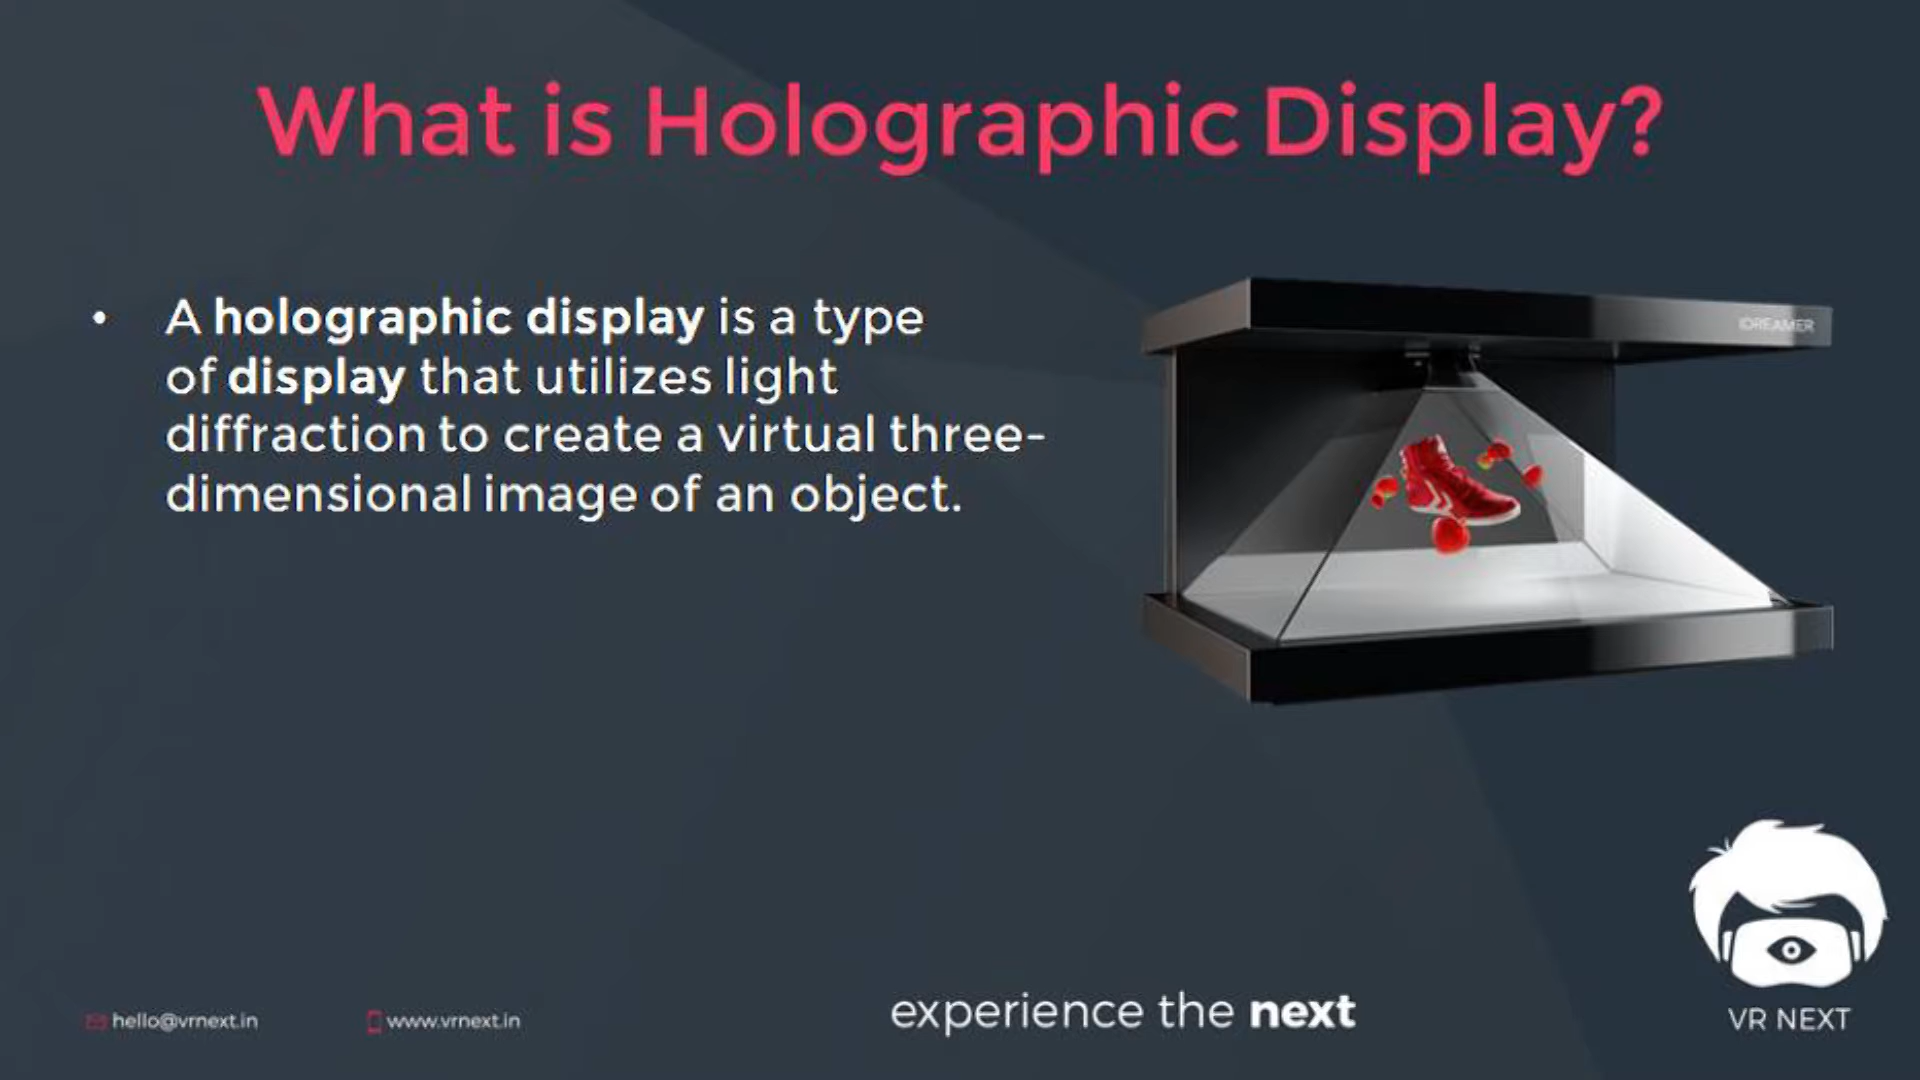 What is Holographic Display?
• A holographic display is a type
of display that utilizes light
diffraction to create a virtual three-
dimensional image of an object.
IDREAMER
hello@vrnext.in
www.vrnext.in
experience the next
VR NEXT